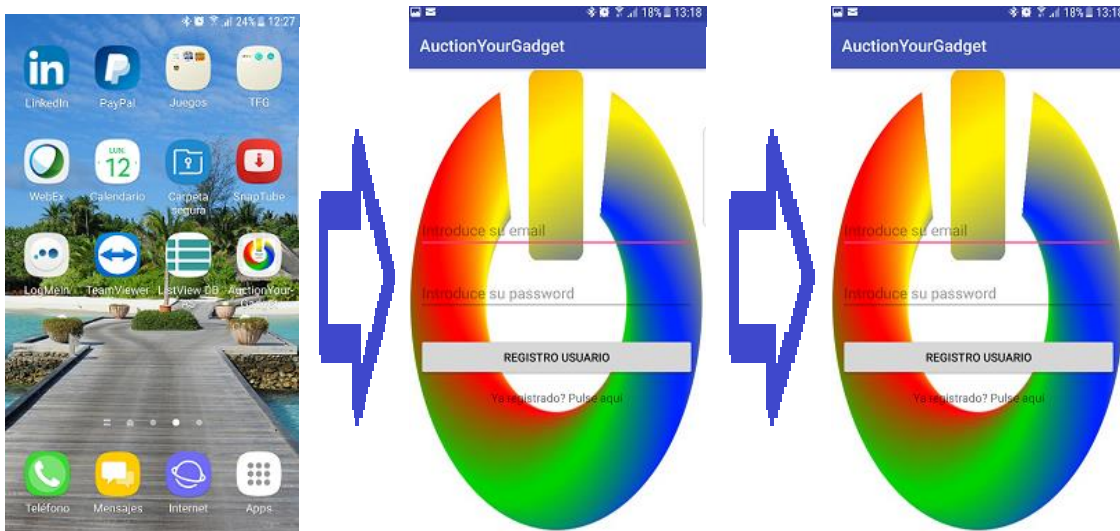 24% 12:27
in
LinkedIn PayPal Juegos TFG
LUN.
12
WebEx Calendario Carpeta segura SnapTube
LogMeIn TeamViewer ListView DB AuctionYour-
Teléfono Mensajes Internet Apps
18% 13:18
AuctionYourGadget
Introduce su email
Introduce su password
REGISTRO USUARIO
Ya registrado? Pulse aqui
18% 13:18
AuctionYourGadget
Introduce su email
Introduce su password
REGISTRO USUARIO
Ya registrado? Pulse aqui